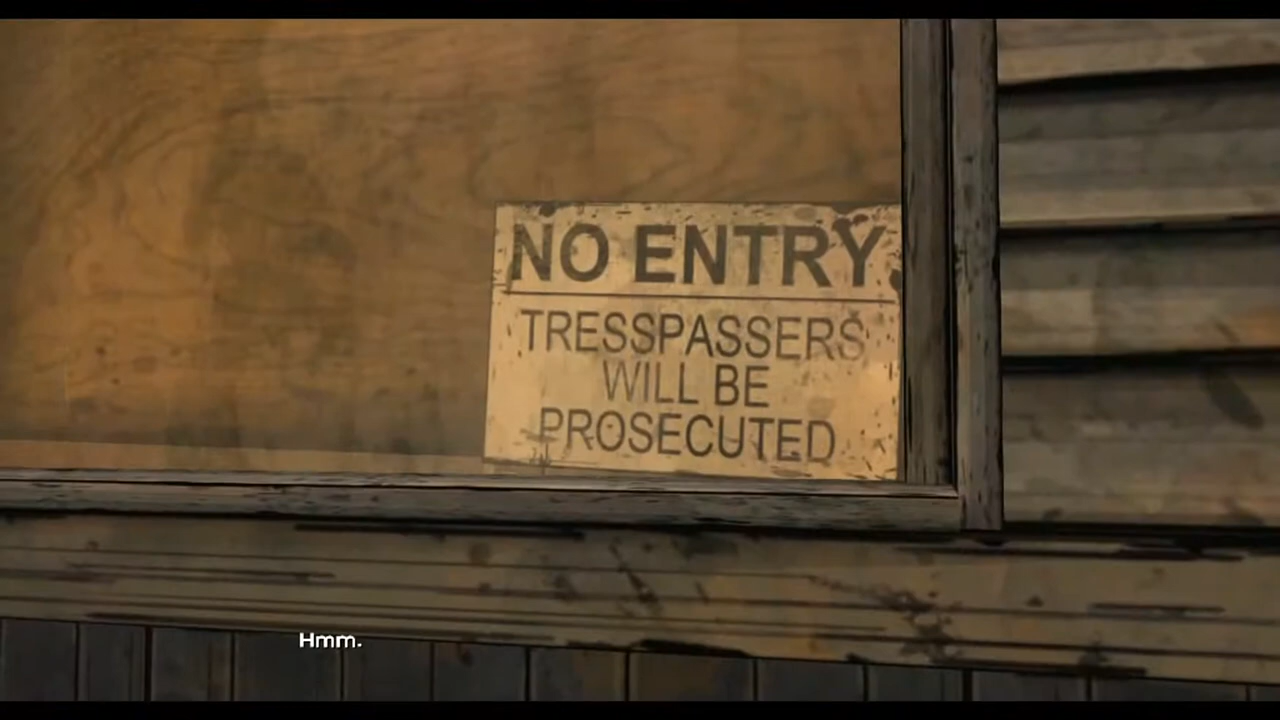 NO ENTRY
TRESSPASSERS
WILL BE
PROSECUTED
Hmm.